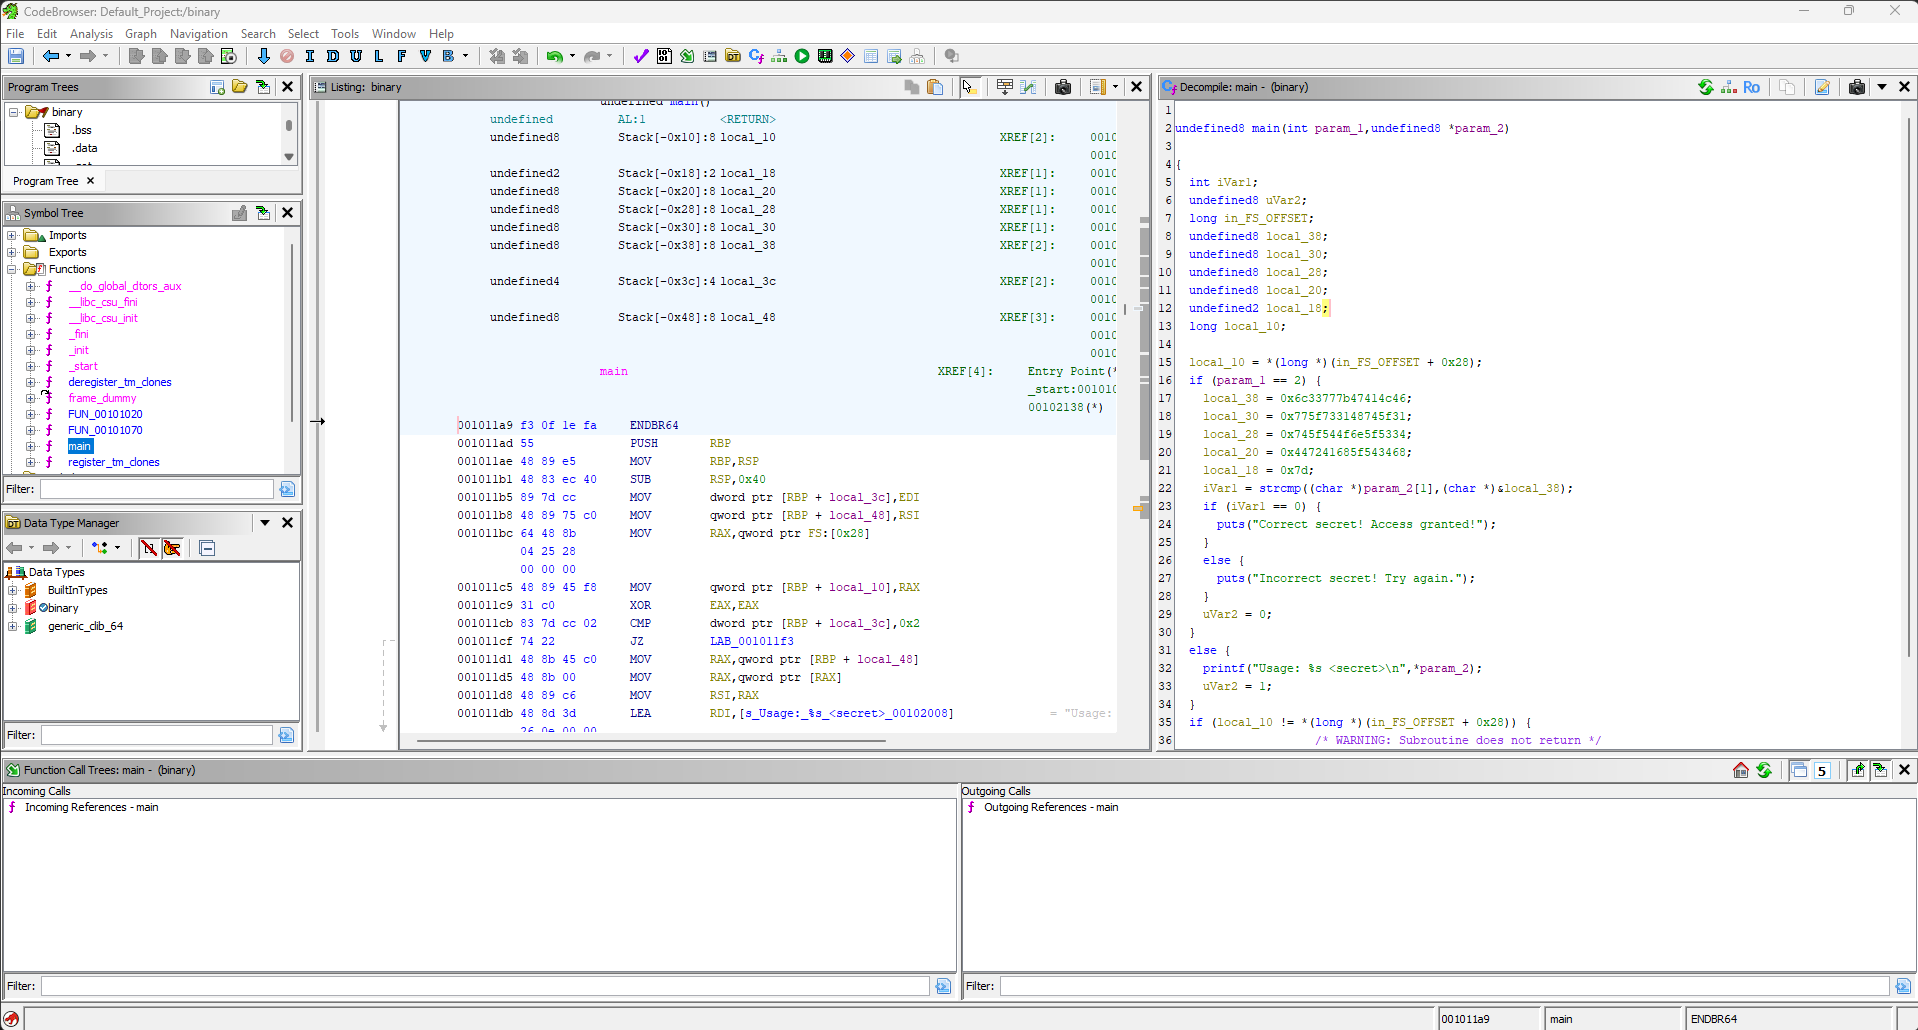 CodeBrowser: Default_Project:/binary
File Edit Analysis Graph Navigation Search Select Tools Window Help
I D U L F V B
Program Trees
binary
.bss
.data
Program Tree
Symbol Tree
Imports
Exports
Functions
__do_global_dtors_aux
__libc_csu_fini
__libc_csu_init
_fini
_init
_start
deregister_tm_clones
frame_dummy
FUN_00101020
FUN_00101070
main
register_tm_clones
Filter:
Data Type Manager
Data Types
BuiltInTypes
binary
generic_clib_64
Filter:
Listing: binary
undefined main()
undefined AL:1 <RETURN>
undefined8 Stack[-0x10]:8 local_10 XREF[2]: 0010
0010
undefined2 Stack[-0x18]:2 local_18 XREF[1]: 0010
undefined8 Stack[-0x20]:8 local_20 XREF[1]: 0010
undefined8 Stack[-0x28]:8 local_28 XREF[1]: 0010
undefined8 Stack[-0x30]:8 local_30 XREF[1]: 0010
undefined8 Stack[-0x38]:8 local_38 XREF[2]: 0010
0010
undefined4 Stack[-0x3c]:4 local_3c XREF[2]: 0010
0010
undefined8 Stack[-0x48]:8 local_48 XREF[3]: 0010
0010
0010
main XREF[4]: Entry Point(*
_start:001010
00102138(*)
001011a9 f3 0f 1e fa ENDBR64
001011ad 55 PUSH RBP
001011ae 48 89 e5 MOV RBP,RSP
001011b1 48 83 ec 40 SUB RSP,0x40
001011b5 89 7d cc MOV dword ptr [RBP + local_3c],EDI
001011b8 48 89 75 c0 MOV qword ptr [RBP + local_48],RSI
001011bc 64 48 8b MOV RAX,qword ptr FS:[0x28]
04 25 28
00 00 00
001011c5 48 89 45 f8 MOV qword ptr [RBP + local_10],RAX
001011c9 31 c0 XOR EAX,EAX
001011cb 83 7d cc 02 CMP dword ptr [RBP + local_3c],0x2
001011cf 74 22 JZ LAB_001011f3
001011d1 48 8b 45 c0 MOV RAX,qword ptr [RBP + local_48]
001011d5 48 8b 00 MOV RAX,qword ptr [RAX]
001011d8 48 89 c6 MOV RSI,RAX
001011db 48 8d 3d LEA RDI,[s_Usage:_%s_<secret>_00102008] = "Usage:
26 0e 00 00
Decompile: main - (binary)
Ro
1
2 undefined8 main(int param_1,undefined8 *param_2)
3
4 {
5 int iVar1;
6 undefined8 uVar2;
7 long in_FS_OFFSET;
8 undefined8 local_38;
9 undefined8 local_30;
10 undefined8 local_28;
11 undefined8 local_20;
12 undefined2 local_18;
13 long local_10;
14
15 local_10 = *(long *)(in_FS_OFFSET + 0x28);
16 if (param_1 == 2) {
17 local_38 = 0x6c33777b47414c46;
18 local_30 = 0x775f733148745f31;
19 local_28 = 0x745f544f6e5f5334;
20 local_20 = 0x447241685f543468;
21 local_18 = 0x7d;
22 iVar1 = strcmp((char *)param_2[1],(char *)&local_38);
23 if (iVar1 == 0) {
24 puts("Correct secret! Access granted!");
25 }
26 else {
27 puts("Incorrect secret! Try again.");
28 }
29 uVar2 = 0;
30 }
31 else {
32 printf("Usage: %s <secret>\n",*param_2);
33 uVar2 = 1;
34 }
35 if (local_10 != *(long *)(in_FS_OFFSET + 0x28)) {
36 /* WARNING: Subroutine does not return */
Function Call Trees: main - (binary)
5
Incoming Calls
Incoming References - main
Filter:
Outgoing Calls
Outgoing References - main
Filter:
001011a9 main ENDBR64